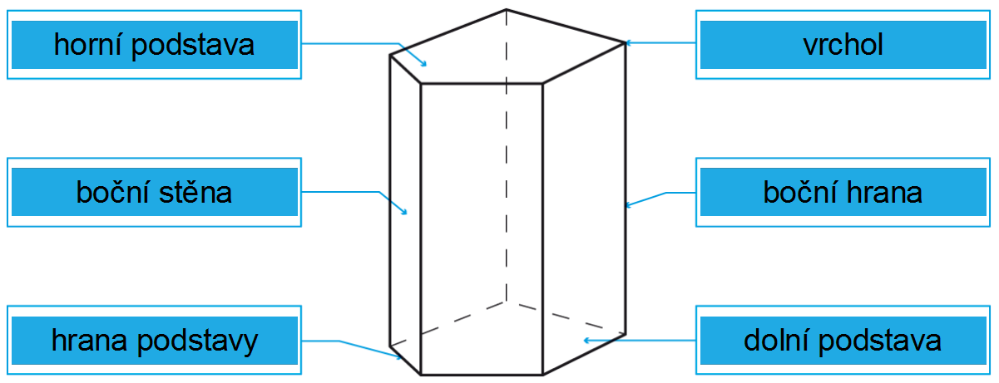 horní podstava
vrchol
boční stěna
boční hrana
hrana podstavy
dolní podstava